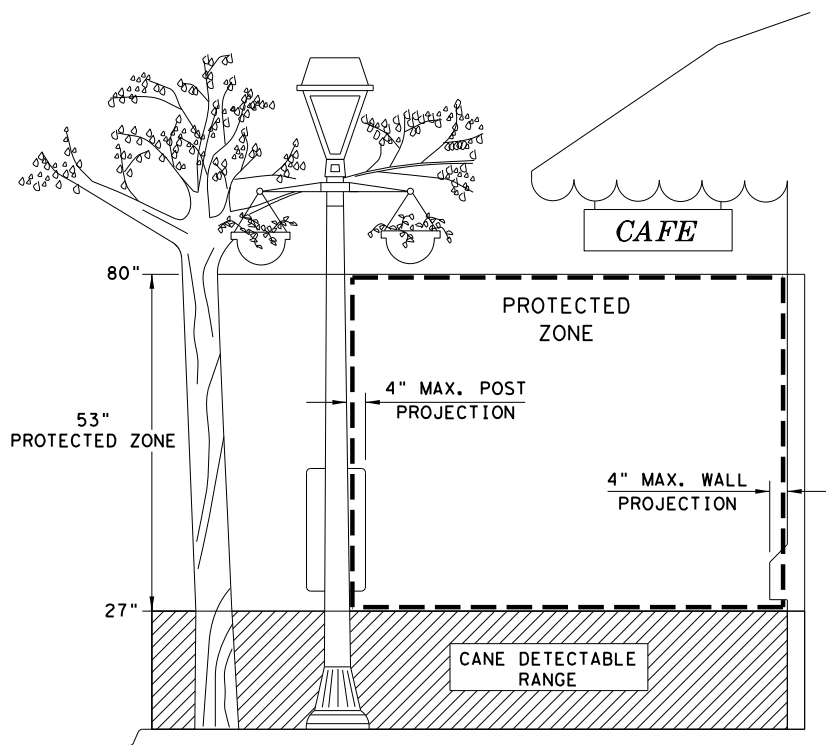 CAFE
80"
PROTECTED
ZONE
4" MAX. POST
PROJECTION
53"
PROTECTED ZONE
4" MAX. WALL
PROJECTION
27"
CANE DETECTABLE
RANGE